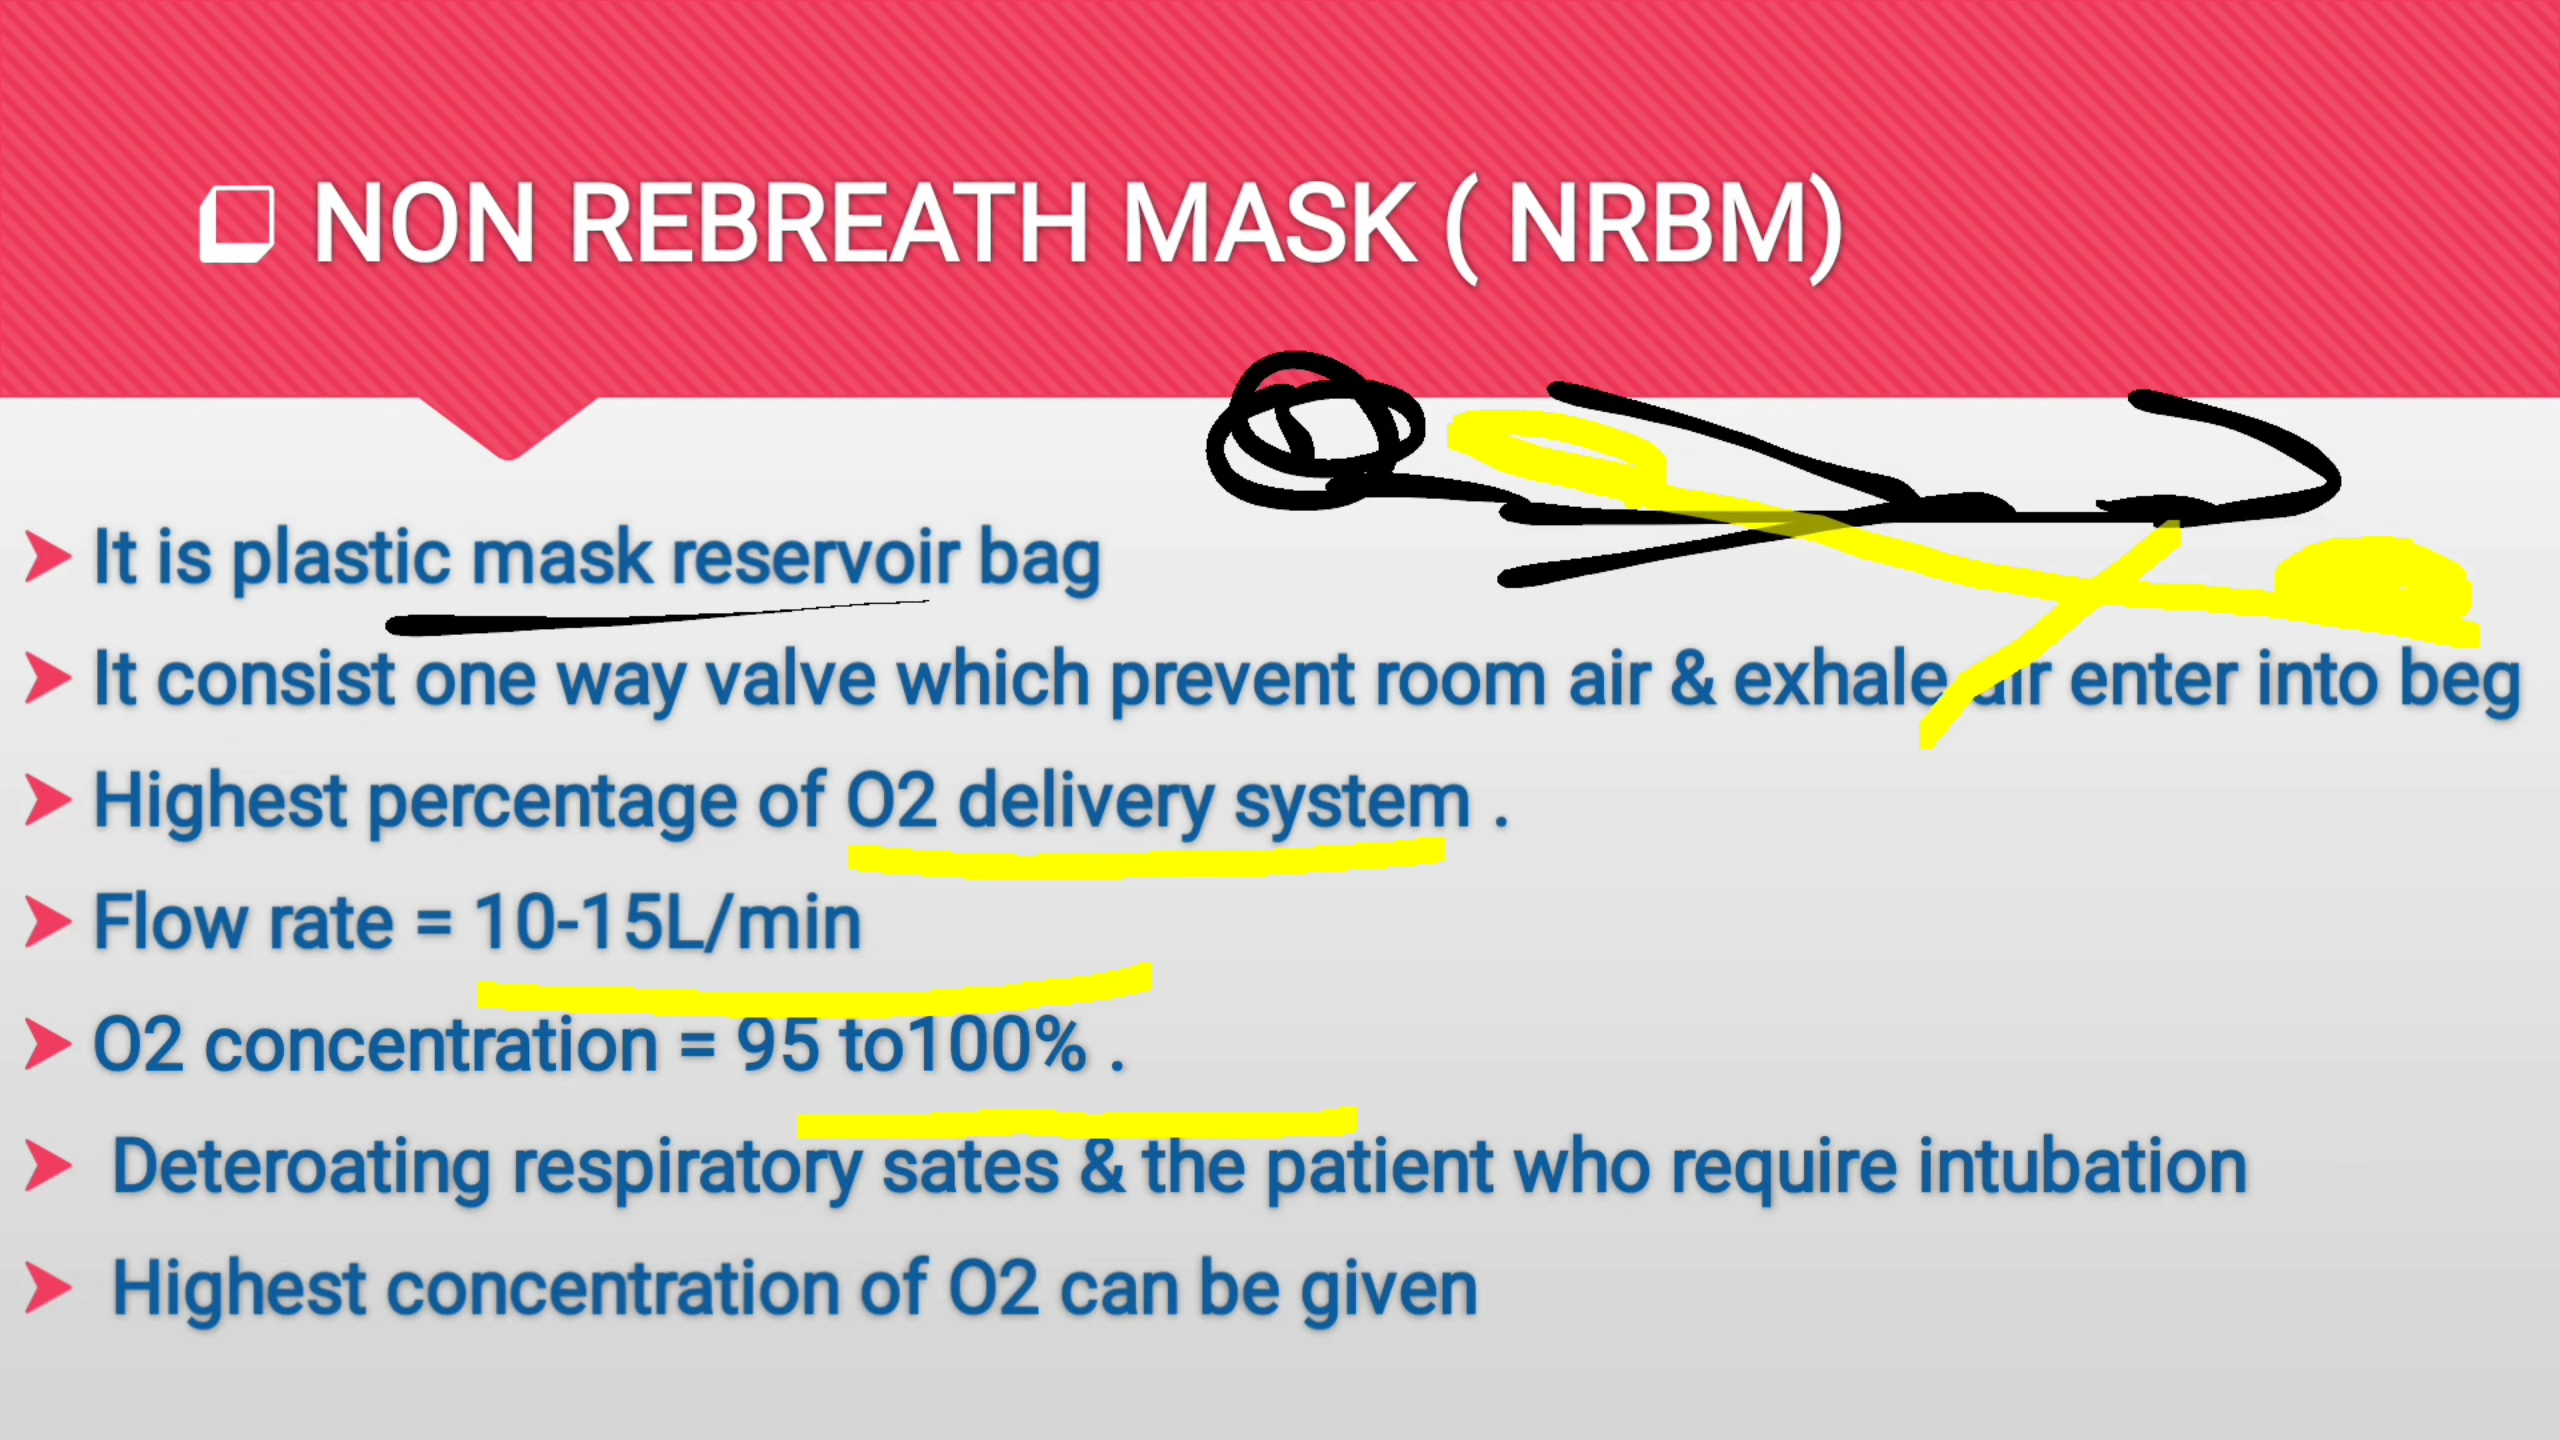 NON REBREATH MASK ( NRBM)
It is plastic mask reservoir bag
It consist one way valve which prevent room air & exhale air enter into beg
Highest percentage of O2 delivery system .
Flow rate = 10-15L/min
O2 concentration = 95 to100% .
Deteroating respiratory sates & the patient who require intubation
Highest concentration of O2 can be given